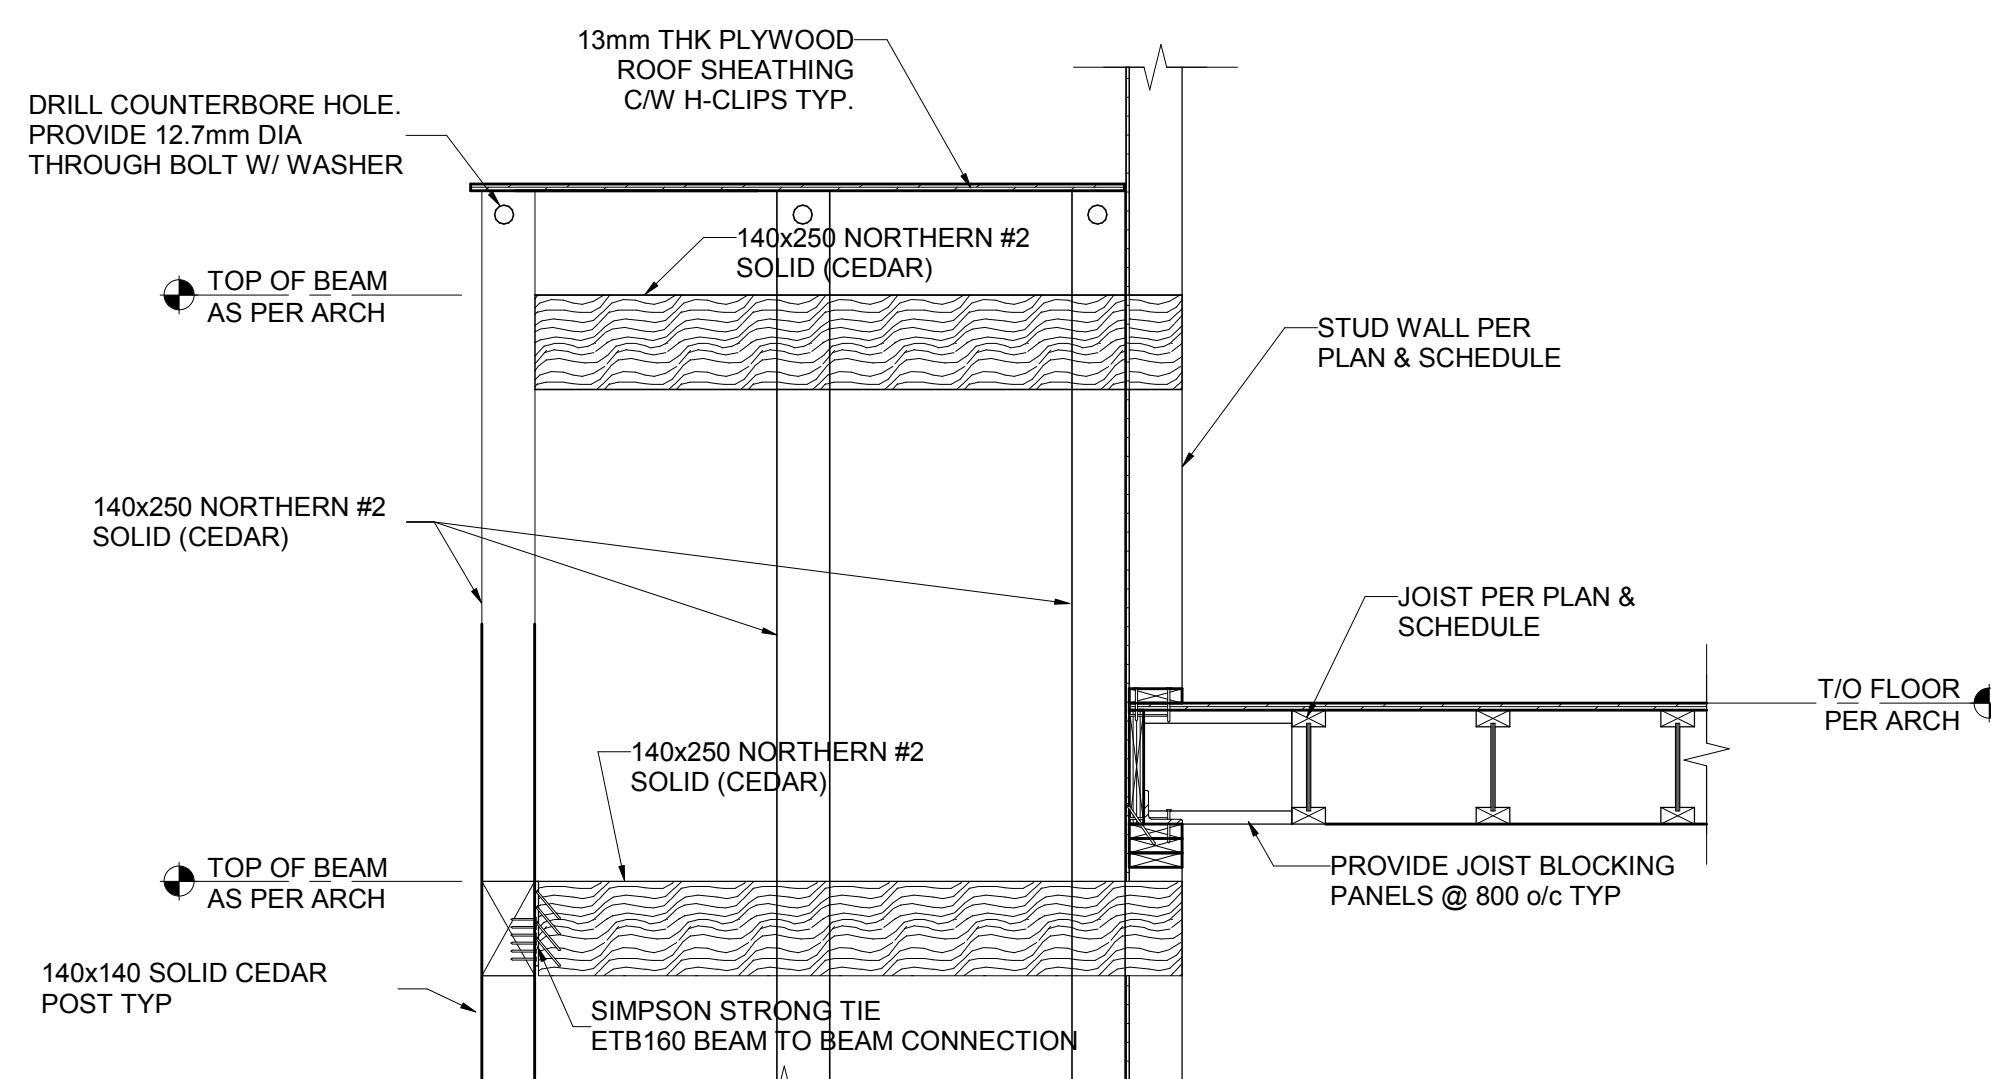 13mm THK PLYWOOD
ROOF SHEATHING
C/W H-CLIPS TYP.
DRILL COUNTERBORE HOLE.
PROVIDE 12.7mm DIA
THROUGH BOLT W/ WASHER
140x250 NORTHERN #2
SOLID (CEDAR)
TOP OF BEAM
AS PER ARCH
STUD WALL PER
PLAN & SCHEDULE
140x250 NORTHERN #2
SOLID (CEDAR)
JOIST PER PLAN &
SCHEDULE
T/O FLOOR
PER ARCH
140x250 NORTHERN #2
SOLID (CEDAR)
TOP OF BEAM
AS PER ARCH
PROVIDE JOIST BLOCKING
PANELS @ 800 o/c TYP
140x140 SOLID CEDAR
POST TYP
SIMPSON STRONG TIE
ETB160 BEAM TO BEAM CONNECTION